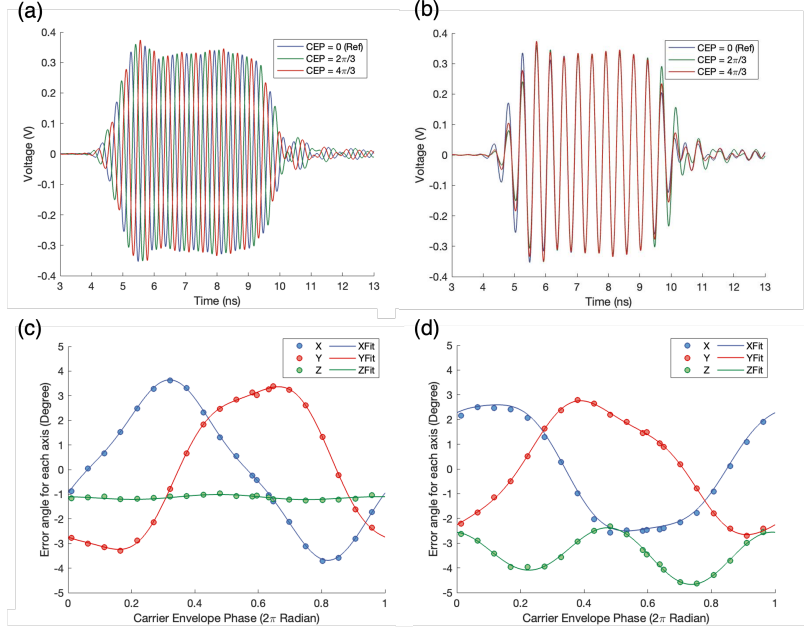 (a)
0.4
0.3
0.2
0.1
0
-0.1
-0.2
-0.3
-0.4
Voltage (V)
CEP = 0 (Ref)
CEP = 2π/3
CEP = 4π/3
3 4 5 6 7 8 9 10 11 12 13
Time (ns)
(b)
0.4
0.3
0.2
0.1
0
-0.1
-0.2
-0.3
-0.4
Voltage (V)
CEP = 0 (Ref)
CEP = 2π/3
CEP = 4π/3
3 4 5 6 7 8 9 10 11 12 13
Time (ns)
(c)
5
4
3
2
1
0
-1
-2
-3
-4
-5
Error angle for each axis (Degree)
X XFit
Y YFit
Z ZFit
0 0.2 0.4 0.6 0.8 1
Carrier Envelope Phase (2π Radian)
(d)
5
4
3
2
1
0
-1
-2
-3
-4
-5
Error angle for each axis (Degree)
X XFit
Y YFit
Z ZFit
0 0.2 0.4 0.6 0.8 1
Carrier Envelope Phase (2π Radian)